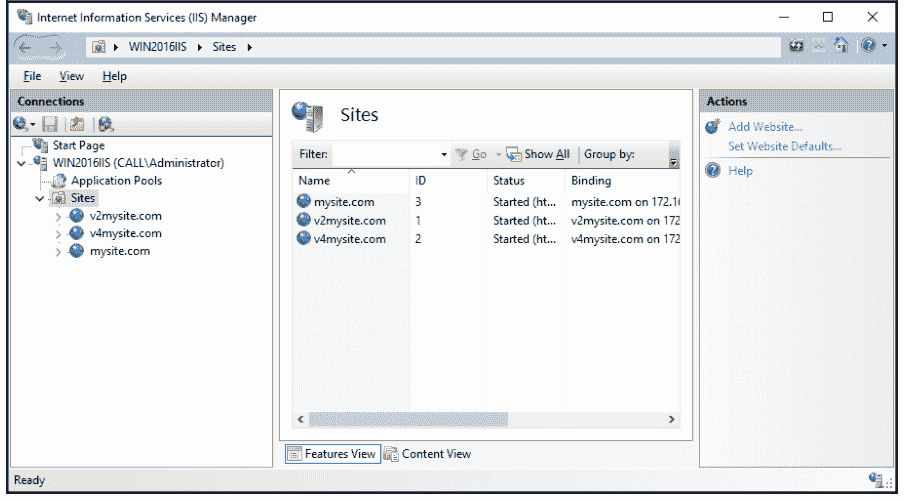 Internet Information Services (IIS) Manager
WIN2016IIS
Sites
File View Help
Connections
Start Page
WIN2016IIS (CALL\Administrator)
Application Pools
Sites
v2mysite.com
v4mysite.com
mysite.com
Sites
Filter: Go Show All Group by:
Name ID Status Binding
mysite.com 3 Started (ht... mysite.com on 172.16
v2mysite.com 1 Started (ht... v2mysite.com on 172
v4mysite.com 2 Started (ht... v4mysite.com on 172
Features View Content View
Actions
Add Website...
Set Website Defaults...
Help
Ready